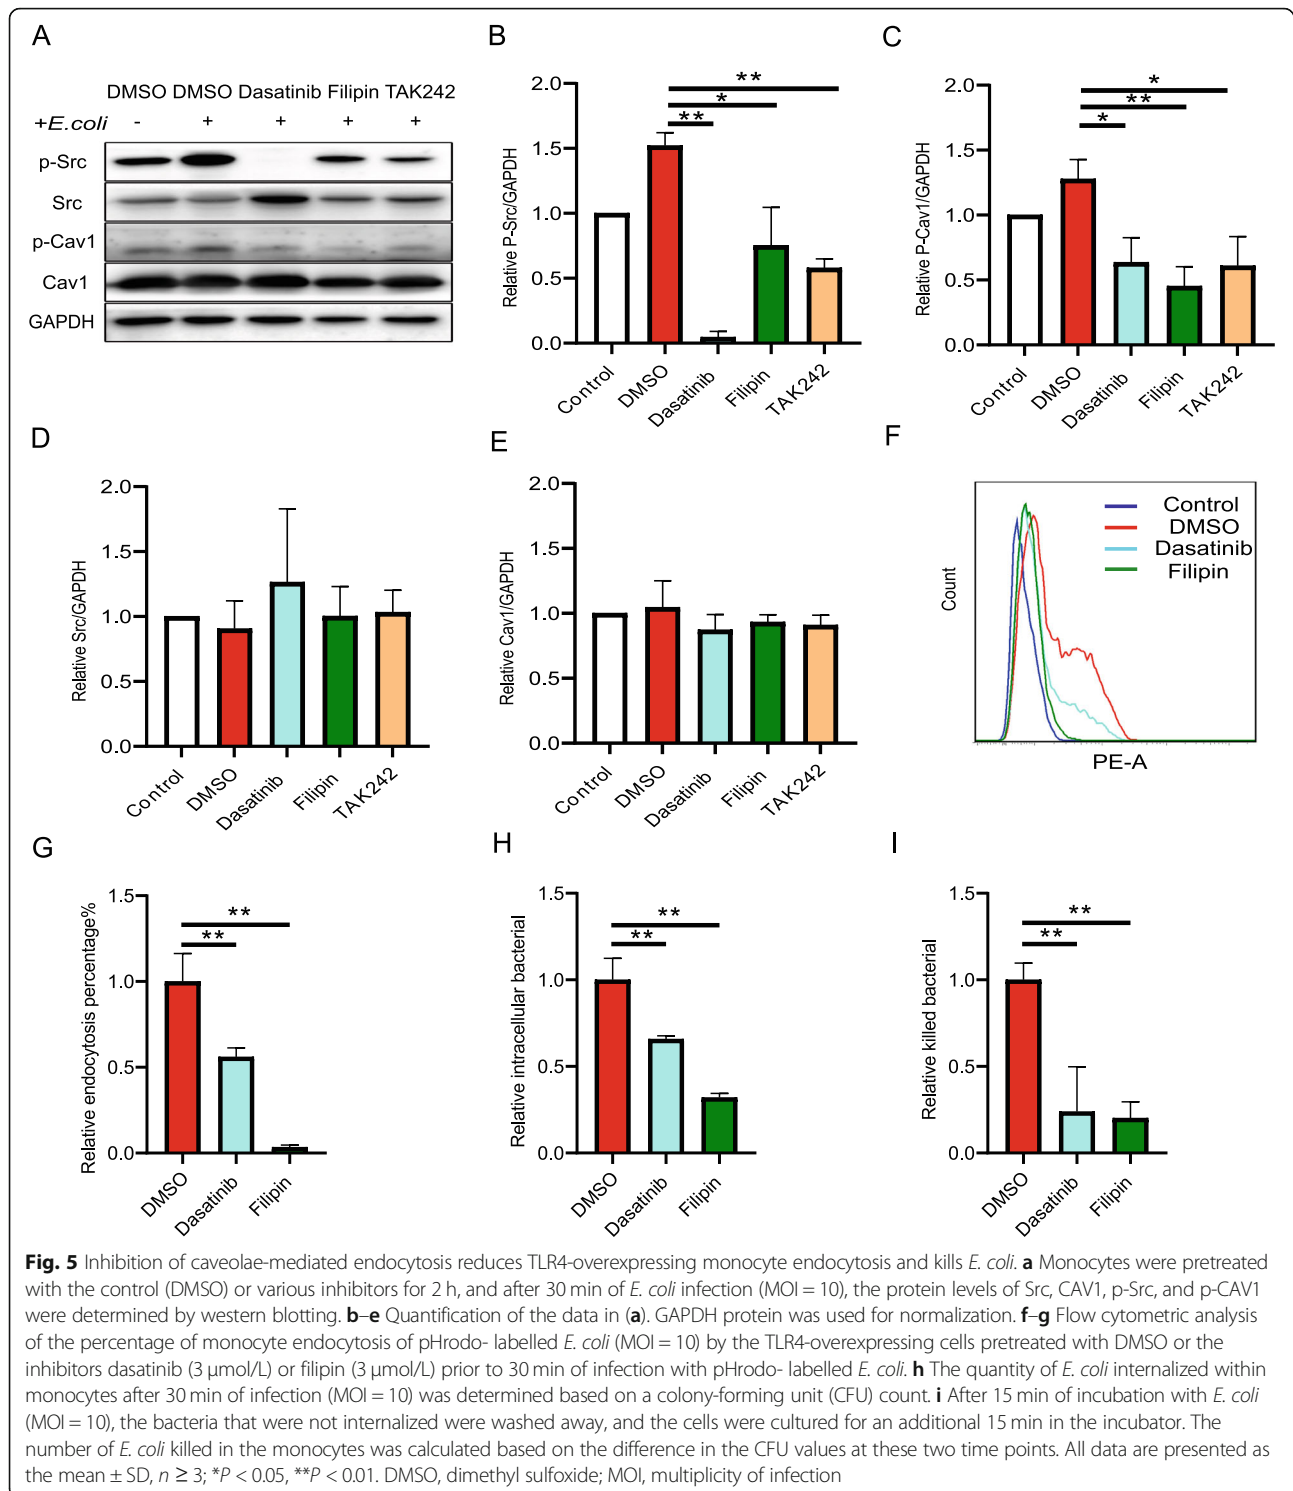 A
DMSO DMSO Dasatinib Filipin TAK242
+E.coli - + + + +
p-Src
Src
p-Cav1
Cav1
GAPDH
B
Relative P-Src/GAPDH
2.0
1.5
1.0
0.5
0.0
**
*
**
Control
DMSO
Dasatinib
Filipin
TAK242
C
Relative P-Cav1/GAPDH
2.0
1.5
1.0
0.5
0.0
*
**
*
Control
DMSO
Dasatinib
Filipin
TAK242
D
Relative Src/GAPDH
2.0
1.5
1.0
0.5
0.0
Control
DMSO
Dasatinib
Filipin
TAK242
E
Relative Cav1/GAPDH
2.0
1.5
1.0
0.5
0.0
Control
DMSO
Dasatinib
Filipin
TAK242
F
Count
Control
DMSO
Dasatinib
Filipin
PE-A
G
Relative endocytosis percentage%
1.5
1.0
0.5
0.0
**
**
DMSO
Dasatinib
Filipin
H
Relative intracellular bacterial
1.5
1.0
0.5
0.0
**
**
DMSO
Dasatinib
Filipin
I
Relative killed bacterial
1.5
1.0
0.5
0.0
**
**
DMSO
Dasatinib
Filipin
Fig. 5 Inhibition of caveolae-mediated endocytosis reduces TLR4-overexpressing monocyte endocytosis and kills E. coli. a Monocytes were pretreated
with the control (DMSO) or various inhibitors for 2 h, and after 30 min of E. coli infection (MOI = 10), the protein levels of Src, CAV1, p-Src, and p-CAV1
were determined by western blotting. b–e Quantification of the data in (a). GAPDH protein was used for normalization. f–g Flow cytometric analysis
of the percentage of monocyte endocytosis of pHrodo- labelled E. coli (MOI = 10) by the TLR4-overexpressing cells pretreated with DMSO or the
inhibitors dasatinib (3 μmol/L) or filipin (3 μmol/L) prior to 30 min of infection with pHrodo- labelled E. coli. h The quantity of E. coli internalized within
monocytes after 30 min of infection (MOI = 10) was determined based on a colony-forming unit (CFU) count. i After 15 min of incubation with E. coli
(MOI = 10), the bacteria that were not internalized were washed away, and the cells were cultured for an additional 15 min in the incubator. The
number of E. coli killed in the monocytes was calculated based on the difference in the CFU values at these two time points. All data are presented as
the mean ± SD, n ≥ 3; *P < 0.05, **P < 0.01. DMSO, dimethyl sulfoxide; MOI, multiplicity of infection